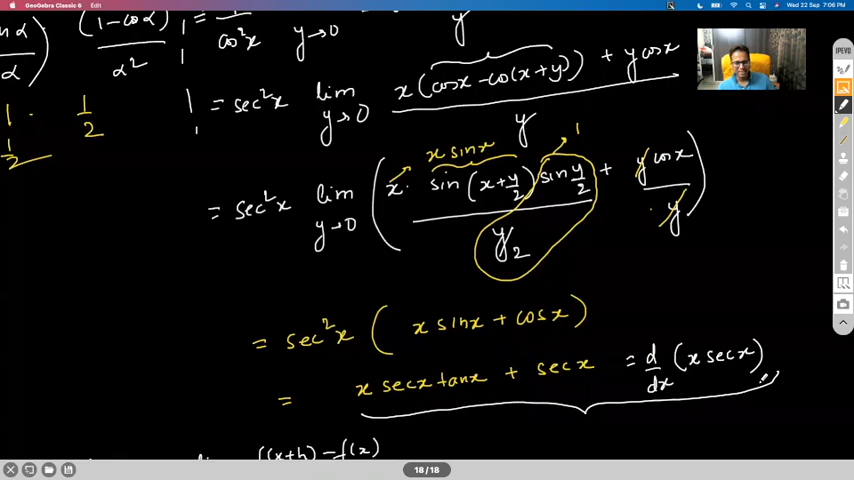 GeoGebra Classic 6 Edit Wed 22 Sep 7:06 PM
IPEVO
α) / α (1-cosα) / α² = 1 / cos²x y→0 y
1 · 1/2
1/2
= sec²x lim y→0 x(cosx - cos(x+y)) + y cosx / y
x sinx 1
= sec²x lim y→0 ( x · sin(x+y/2) sin y/2 / y/2 + y cosx / · y )
= sec²x ( x sinx + cosx )
= x secx tanx + secx = d/dx (x secx)
((x+h) - f(x)
18 / 18